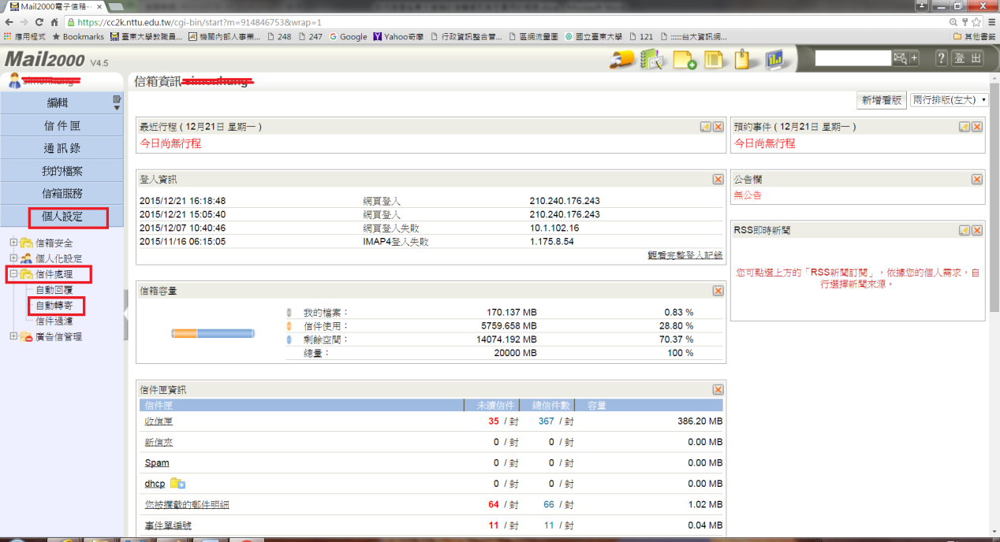 Mail2000電子信箱--
https://cc2k.nttu.edu.tw/cgi-bin/start?m=914846753&wrap=1
應用程式 Bookmarks 臺東大學教職員... 機關內部人事業... 248 247 Google Yahoo奇摩 行政資訊整合管... 區網流量圖 國立臺東大學 121 ::::::台大資訊網... 其他書籤
Mail2000 V4.5
? 登 出
信箱資訊
編輯
信件匣
通訊錄
我的檔案
信箱服務
個人設定
信箱安全
個人化設定
信件處理
自動回覆
自動轉寄
信件過濾
廣告信管理
新增看版 兩行排版(左大)
最近行程 ( 12月21日 星期一 )
今日尚無行程
預約事件 ( 12月21日 星期一 )
今日尚無行程
登入資訊
2015/12/21 16:18:48 網頁登入 210.240.176.243
2015/12/21 15:05:40 網頁登入 210.240.176.243
2015/12/07 10:40:46 網頁登入失敗 10.1.102.16
2015/11/16 06:15:05 IMAP4登入失敗 1.175.8.54
觀看完整登入記錄
公告欄
無公告
RSS即時新聞
您可點選上方的「RSS新聞訂閱」，依據您的個人需求，自
行選擇新聞來源。
信箱容量
我的檔案： 170.137 MB 0.83 %
信件使用： 5759.658 MB 28.80 %
剩餘空間： 14074.192 MB 70.37 %
總量： 20000 MB 100 %
信件匣資訊
信件匣 未讀信件 總信件數 容量
收信匣 35 / 封 367 / 封 386.20 MB
新信夾 0 / 封 0 / 封 0.00 MB
Spam 0 / 封 0 / 封 0.00 MB
dhcp 0 / 封 0 / 封 0.00 MB
您被攔截的郵件明細 64 / 封 66 / 封 1.02 MB
事件單編號 11 / 封 11 / 封 0.04 MB